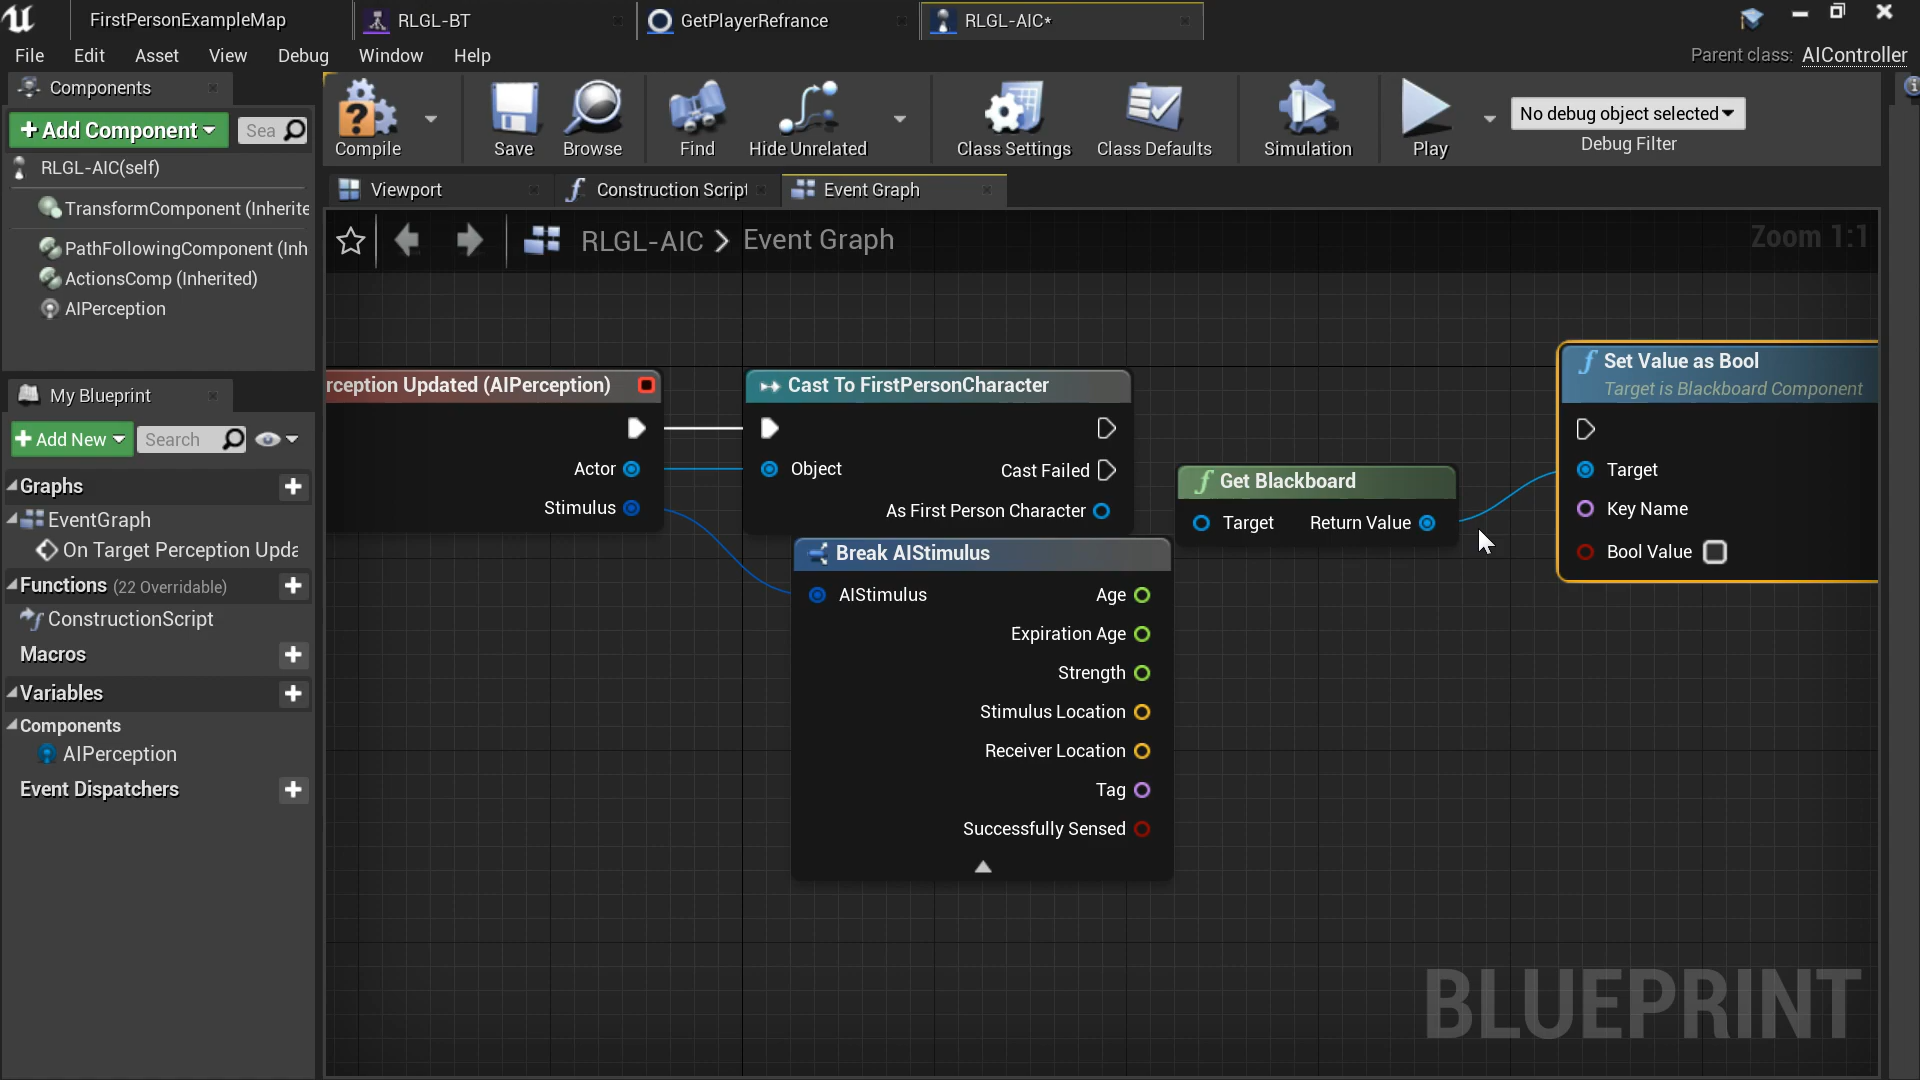 FirstPersonExampleMap
RLGL-BT
GetPlayerRefrance
RLGL-AIC*
File Edit Asset View Debug Window Help
Parent class: AIController
Components
+ Add Component
Sea
RLGL-AIC(self)
TransformComponent (Inherite
PathFollowingComponent (Inh
ActionsComp (Inherited)
AIPerception
Compile
Save
Browse
Find
Hide Unrelated
Class Settings
Class Defaults
Simulation
Play
No debug object selected
Debug Filter
Viewport
Construction Script
Event Graph
RLGL-AIC > Event Graph
Zoom 1:1
My Blueprint
+ Add New
Search
Graphs
EventGraph
On Target Perception Upda
Functions (22 Overridable)
ConstructionScript
Macros
Variables
Components
AIPerception
Event Dispatchers
rception Updated (AIPerception)
Actor
Stimulus
Cast To FirstPersonCharacter
Object
Cast Failed
As First Person Character
Break AIStimulus
AIStimulus
Age
Expiration Age
Strength
Stimulus Location
Receiver Location
Tag
Successfully Sensed
Get Blackboard
Target
Return Value
Set Value as Bool
Target is Blackboard Component
Target
Key Name
Bool Value
BLUEPRINT